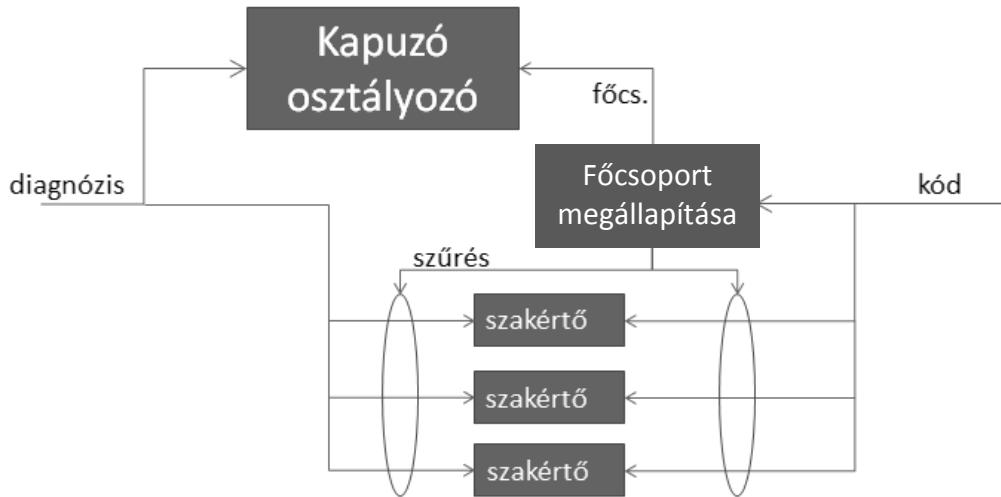 Kapuzó
osztályozó
főcs.
diagnózis
Főcsoport
megállapítása
kód
szűrés
szakértő
szakértő
szakértő